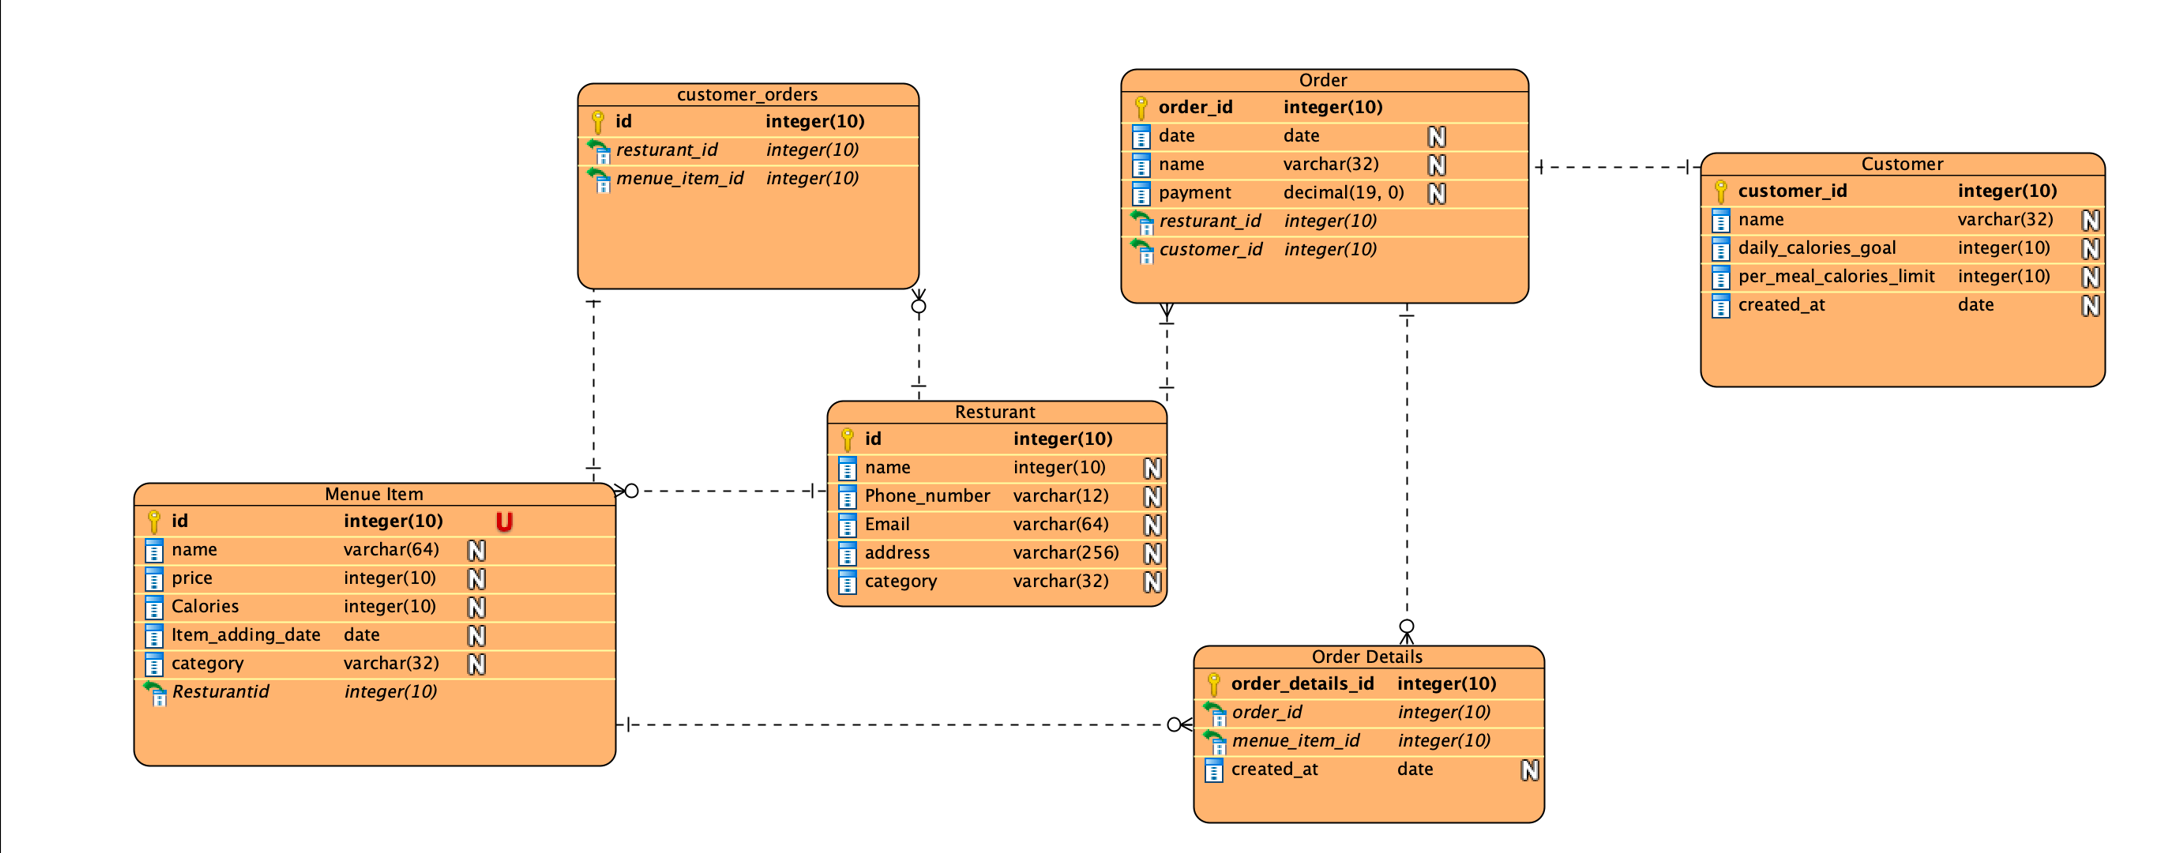 customer_orders
id integer(10)
resturant_id integer(10)
menue_item_id integer(10)
Order
order_id integer(10)
date date N
name varchar(32) N
payment decimal(19, 0) N
resturant_id integer(10)
customer_id integer(10)
Customer
customer_id integer(10)
name varchar(32) N
daily_calories_goal integer(10) N
per_meal_calories_limit integer(10) N
created_at date N
Resturant
id integer(10)
name integer(10) N
Phone_number varchar(12) N
Email varchar(64) N
address varchar(256) N
category varchar(32) N
Menue Item
id integer(10) U
name varchar(64) N
price integer(10) N
Calories integer(10) N
Item_adding_date date N
category varchar(32) N
Resturantid integer(10)
Order Details
order_details_id integer(10)
order_id integer(10)
menue_item_id integer(10)
created_at date N